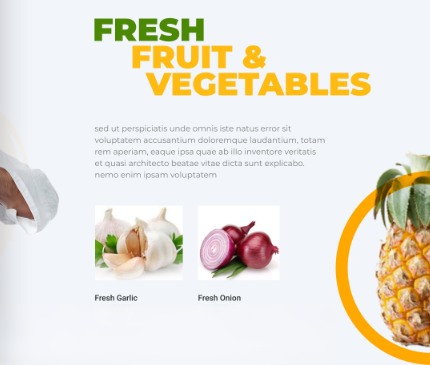 FRESH
FRUIT &
VEGETABLES
sed ut perspiciatis unde omnis iste natus error sit
voluptatem accusantium doloremque laudantium, totam
rem aperiam, eaque ipsa quae ab illo inventore veritatis
et quasi architecto beatae vitae dicta sunt explicabo.
nemo enim ipsam voluptatem
Fresh Garlic
Fresh Onion